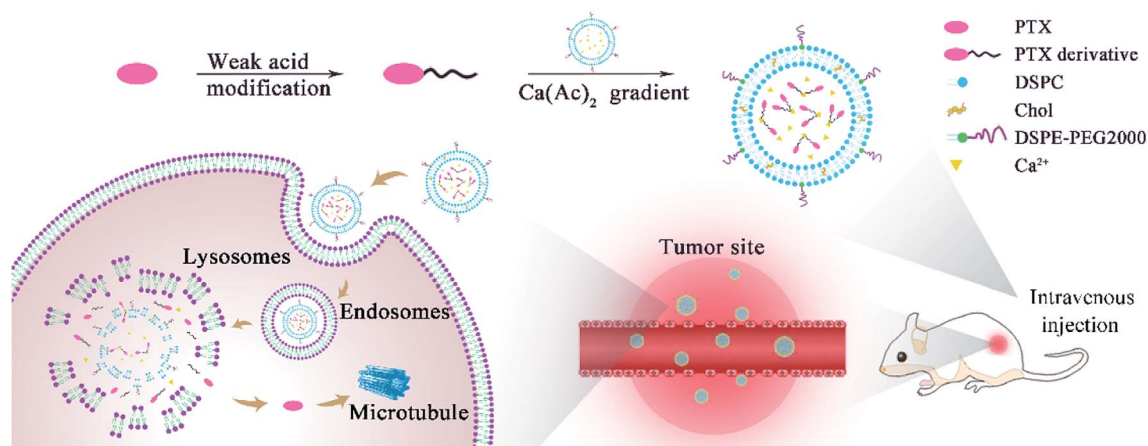 Weak acid
modification
Ca(Ac)₂ gradient
PTX
PTX derivative
DSPC
Chol
DSPE-PEG2000
Ca²⁺
Lysosomes
Endosomes
Microtubule
Tumor site
Intravenous
injection